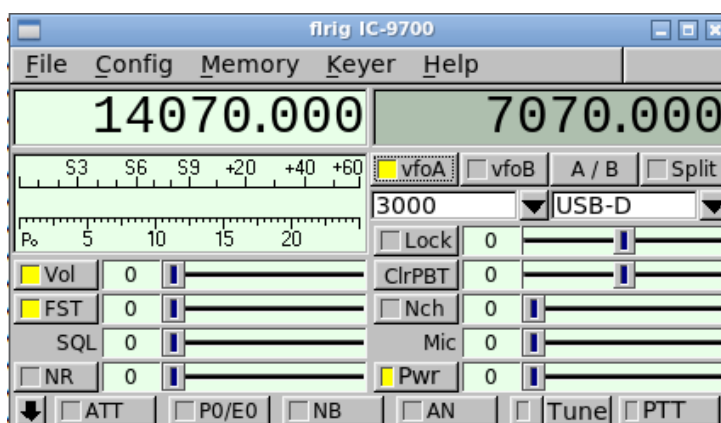 flrig IC-9700
File Config Memory Keyer Help
14070.000 7070.000
S3 S6 S9 +20 +40 +60 vfoA vfoB A / B Split
3000 USB-D
Po 5 10 15 20 Lock 0
Vol 0 ClrPBT 0
FST 0 Nch 0
SQL 0 Mic 0
NR 0 Pwr 0
ATT P0/E0 NB AN Tune PTT